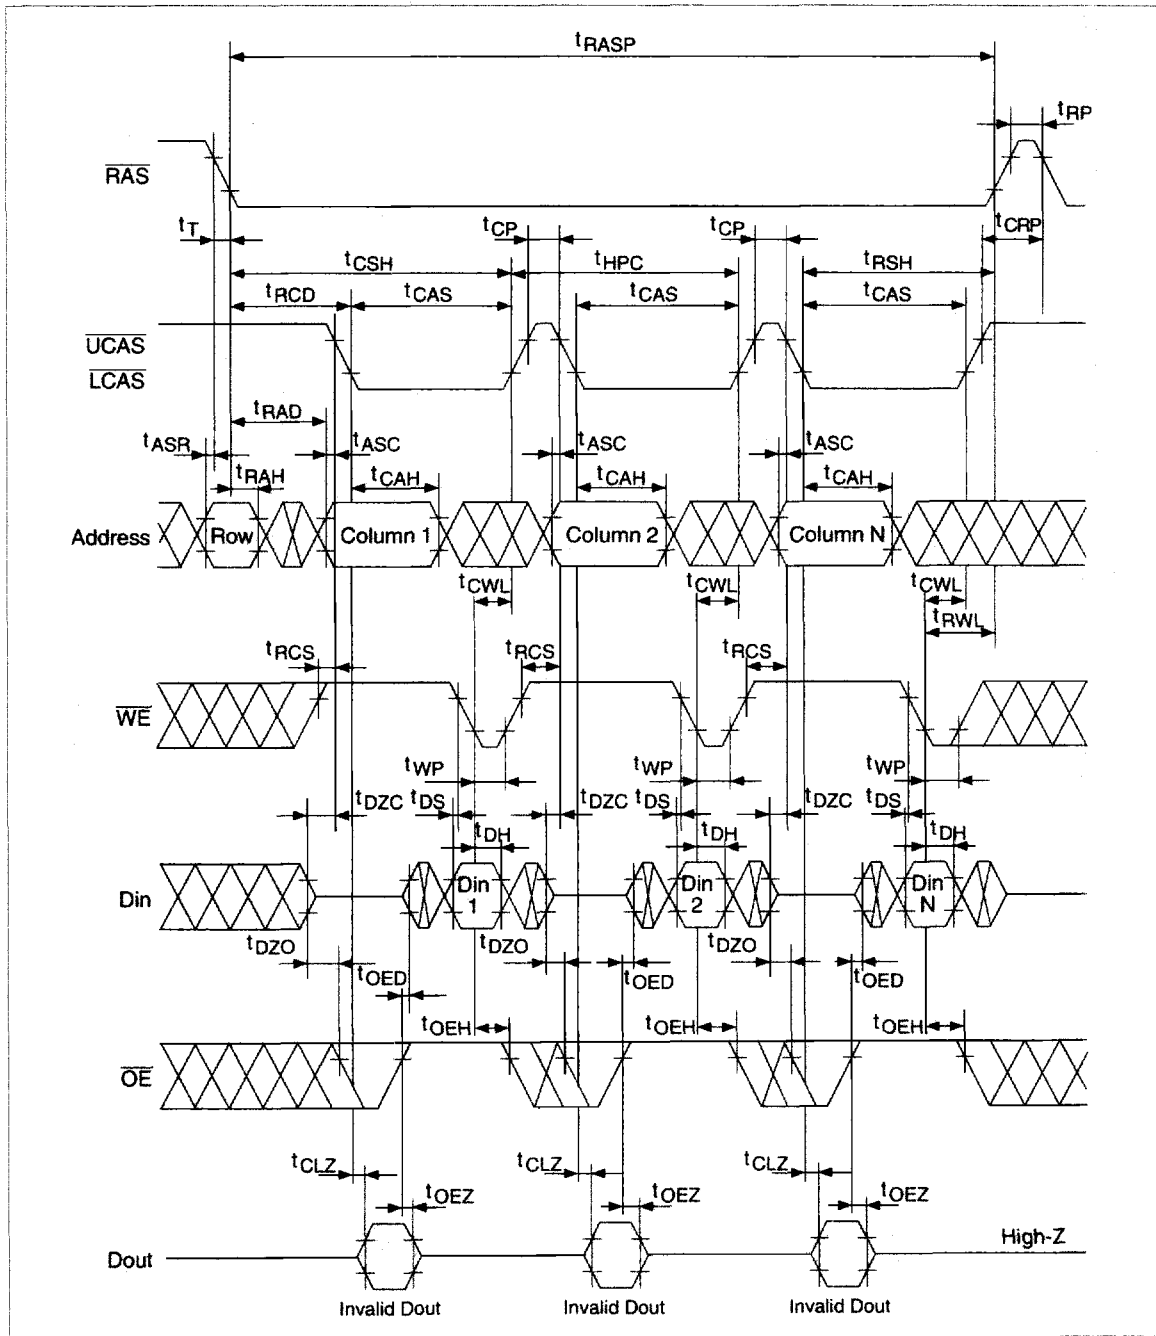 tRASP
tRP
RAS
tT
tCP
tCP
tCRP
tCSH
tHPC
tRSH
tRCD
tCAS
tCAS
tCAS
UCAS
LCAS
tRAD
tASR
tASC
tASC
tASC
tRAH
tCAH
tCAH
tCAH
Address
Row
Column 1
Column 2
Column N
tCWL
tCWL
tCWL
tRWL
tRCS
tRCS
tRCS
WE
tWP
tWP
tWP
tDZC
tDS
tDZC
tDS
tDZC
tDS
tDH
tDH
tDH
Din
Din 1
Din 2
Din N
tDZO
tDZO
tDZO
tOED
tOED
tOED
tOEH
tOEH
tOEH
OE
tCLZ
tCLZ
tCLZ
tOEZ
tOEZ
tOEZ
Dout
High-Z
Invalid Dout
Invalid Dout
Invalid Dout